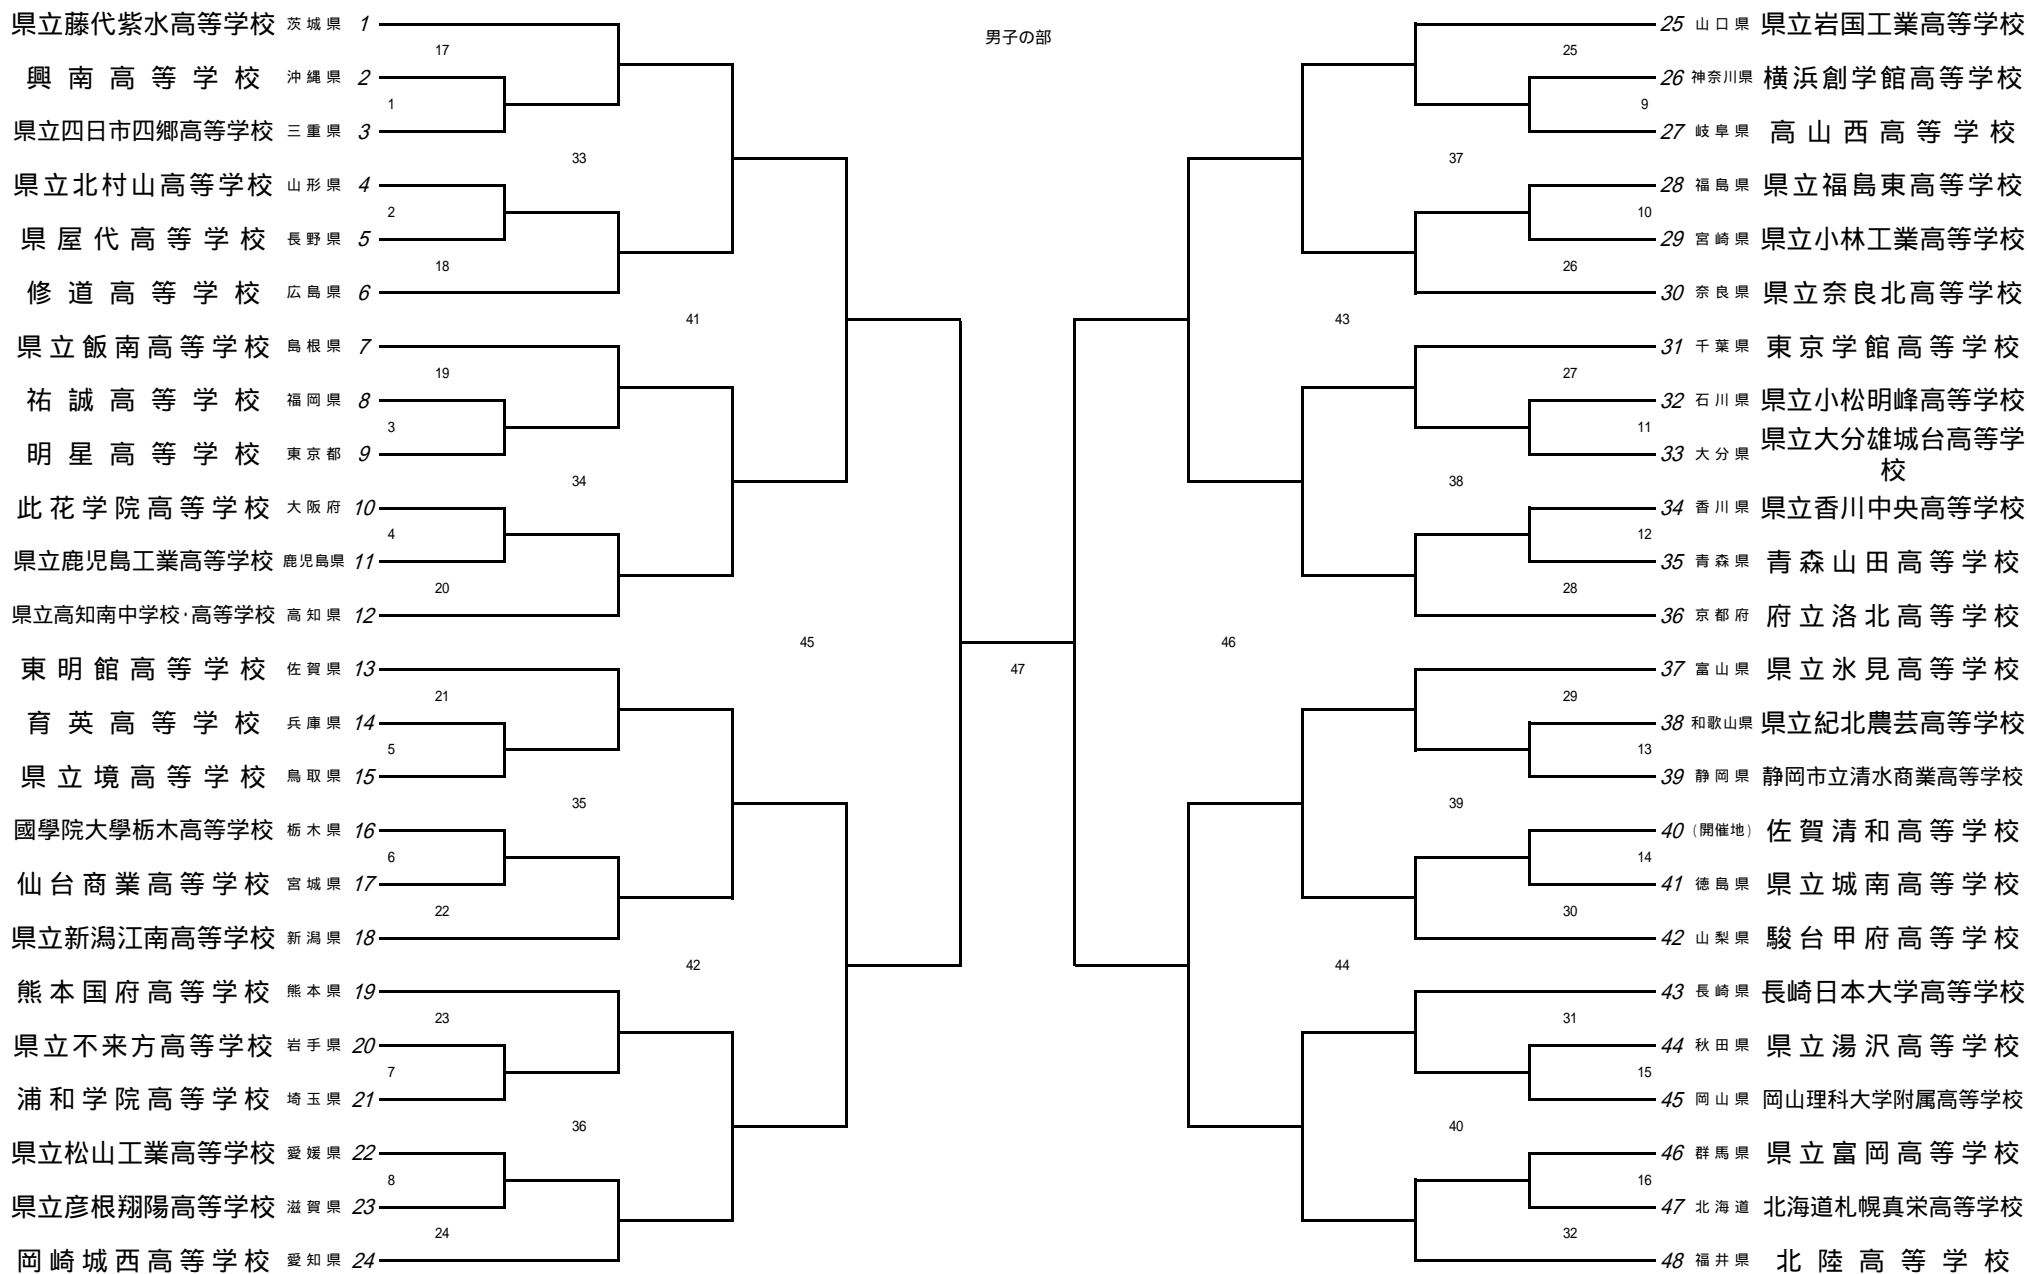 男子の部
県立藤代紫水高等学校 茨城県 1
17
興南高等学校 沖縄県 2
1
県立四日市四郷高等学校 三重県 3
33
県立北村山高等学校 山形県 4
2
県屋代高等学校 長野県 5
18
修道高等学校 広島県 6
41
県立飯南高等学校 島根県 7
19
祐誠高等学校 福岡県 8
3
明星高等学校 東京都 9
34
此花学院高等学校 大阪府 10
4
県立鹿児島工業高等学校 鹿児島県 11
20
県立高知南中学校・高等学校 高知県 12
45
東明館高等学校 佐賀県 13
21
育英高等学校 兵庫県 14
5
県立境高等学校 鳥取県 15
35
國學院大學栃木高等学校 栃木県 16
6
仙台商業高等学校 宮城県 17
22
県立新潟江南高等学校 新潟県 18
42
熊本国府高等学校 熊本県 19
23
県立不来方高等学校 岩手県 20
7
浦和学院高等学校 埼玉県 21
36
県立松山工業高等学校 愛媛県 22
8
県立彦根翔陽高等学校 滋賀県 23
24
岡崎城西高等学校 愛知県 24
47
25 山口県 県立岩国工業高等学校
25
26 神奈川県 横浜創学館高等学校
9
27 岐阜県 高山西高等学校
37
28 福島県 県立福島東高等学校
10
29 宮崎県 県立小林工業高等学校
26
30 奈良県 県立奈良北高等学校
43
31 千葉県 東京学館高等学校
27
32 石川県 県立小松明峰高等学校
11
33 大分県 県立大分雄城台高等学
校
38
34 香川県 県立香川中央高等学校
12
35 青森県 青森山田高等学校
28
36 京都府 府立洛北高等学校
46
37 富山県 県立氷見高等学校
29
38 和歌山県 県立紀北農芸高等学校
13
39 静岡県 静岡市立清水商業高等学校
39
40 (開催地) 佐賀清和高等学校
14
41 徳島県 県立城南高等学校
30
42 山梨県 駿台甲府高等学校
44
43 長崎県 長崎日本大学高等学校
31
44 秋田県 県立湯沢高等学校
15
45 岡山県 岡山理科大学附属高等学校
40
46 群馬県 県立富岡高等学校
16
47 北海道 北海道札幌真栄高等学校
32
48 福井県 北陸高等学校